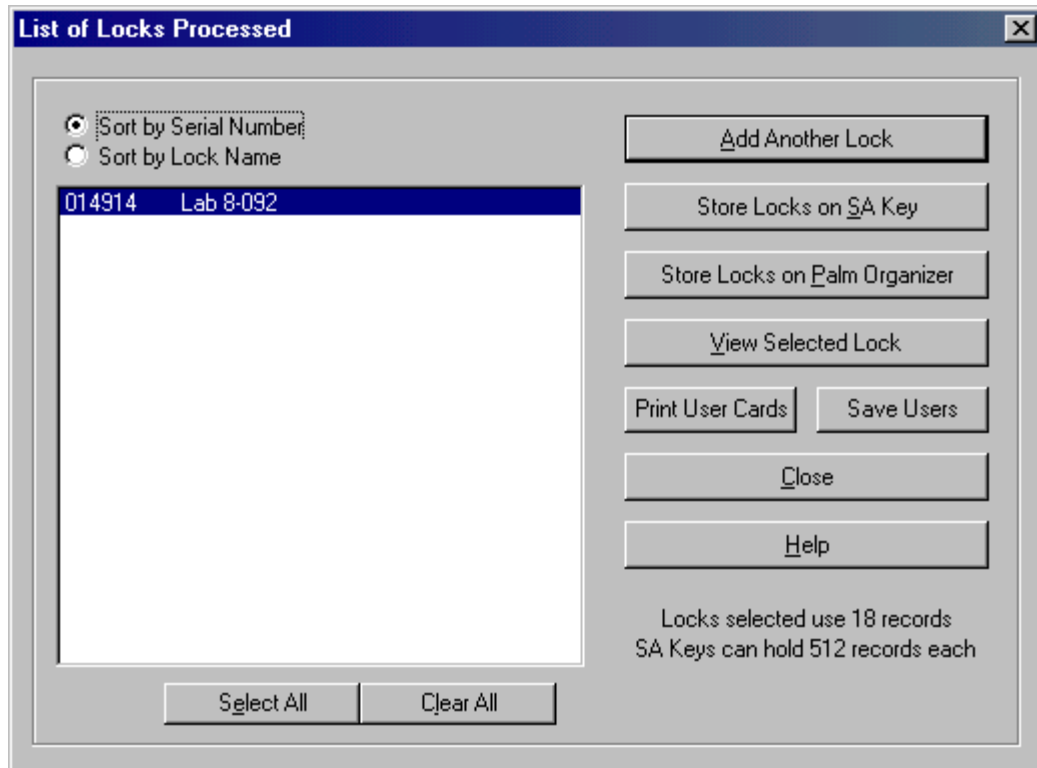 List of Locks Processed
Sort by Serial Number
Sort by Lock Name
014914 Lab 8-092
Select All
Clear All
Add Another Lock
Store Locks on SA Key
Store Locks on Palm Organizer
View Selected Lock
Print User Cards
Save Users
Close
Help
Locks selected use 18 records
SA Keys can hold 512 records each